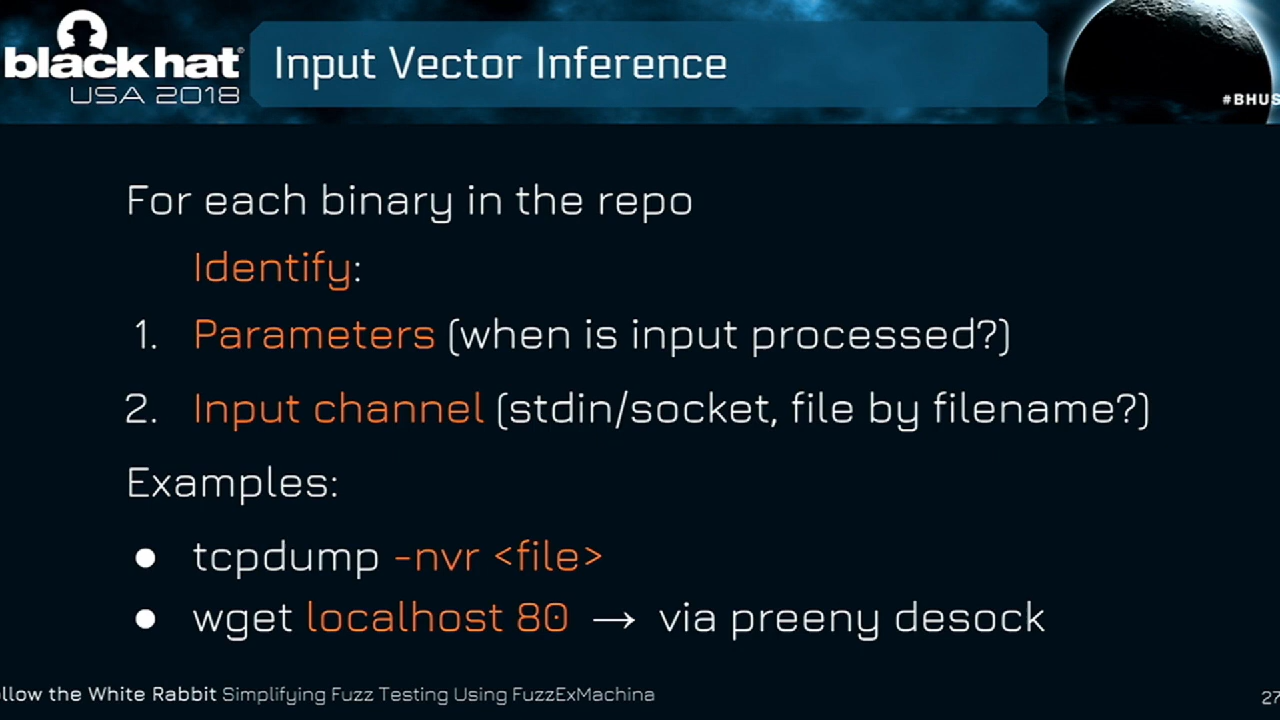 black hat
USA 2018
Input Vector Inference
#BHUS
For each binary in the repo
Identify:
1. Parameters (when is input processed?)
2. Input channel (stdin/socket, file by filename?)
Examples:
● tcpdump -nvr <file>
● wget localhost 80 → via preeny desock
llow the White Rabbit Simplifying Fuzz Testing Using FuzzExMachina
27